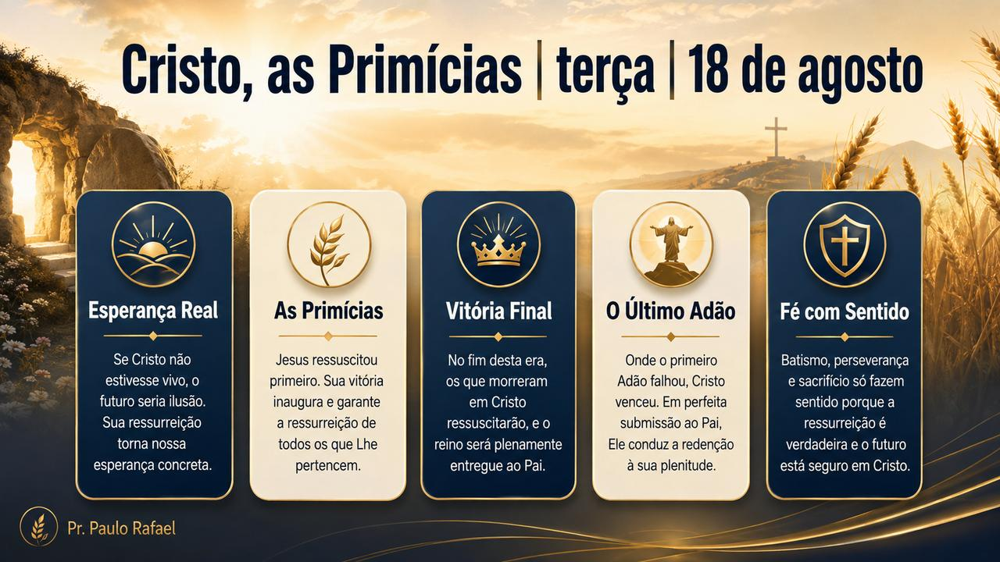 Cristo, as Primícias | terça | 18 de agosto
Esperança Real
Se Cristo não
estivesse vivo, o
futuro seria ilusão.
Sua ressurreição
torna nossa
esperança concreta.
As Primícias
Jesus ressuscitou
primeiro. Sua vitória
inaugura e garante
a ressurreição de
todos os que Lhe
pertencem.
Vitória Final
No fim desta era,
os que morreram
em Cristo
ressuscitarão, e o
reino será plenamente
entregue ao Pai.
O Último Adão
Onde o primeiro
Adão falhou, Cristo
venceu. Em perfeita
submissão ao Pai,
Ele conduz a redenção
à sua plenitude.
Fé com Sentido
Batismo, perseverança
e sacrifício só fazem
sentido porque a
ressurreição é
verdadeira e o futuro
está seguro em Cristo.
Pr. Paulo Rafael